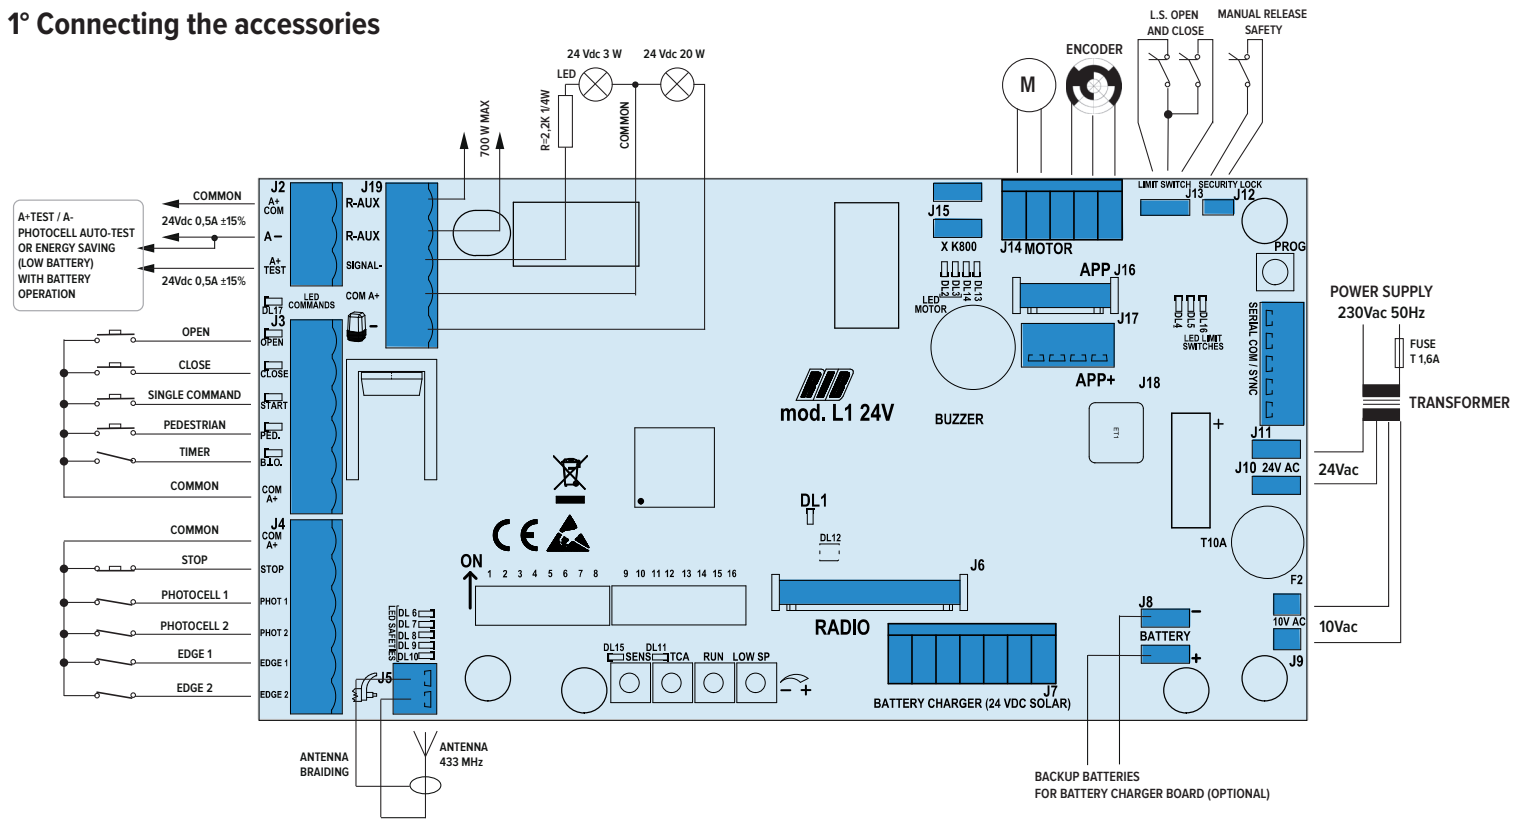 1° Connecting the accessories
24 Vdc 3 W
24 Vdc 20 W
LED
R=2,2K 1/4W
COMMON
700 W MAX
ENCODER
M
L.S. OPEN
AND CLOSE
MANUAL RELEASE
SAFETY
COMMON
24Vdc 0,5A ±15%
24Vdc 0,5A ±15%
A+TEST / A-
PHOTOCELL AUTO-TEST
OR ENERGY SAVING
(LOW BATTERY)
WITH BATTERY
OPERATION
J2
A+
COM
A -
A+
TEST
LED
COMMANDS
DL17
J19
R-AUX
R-AUX
SIGNAL-
COM A+
-
J3
OPEN
OPEN
CLOSE
CLOSE
SINGLE COMMAND
START
PEDESTRIAN
PED.
TIMER
B.I.O.
COMMON
COM
A+
J4
COMMON
COM
A+
STOP
STOP
PHOTOCELL 1
PHOT 1
PHOTOCELL 2
PHOT 2
EDGE 1
EDGE 1
EDGE 2
EDGE 2
J15
X K800
J14 MOTOR
DL2
DL3
DL14
DL13
LED
MOTOR
APP J16
J17
APP+
J18
LIMIT SWITCH
J13
SECURITY LOCK
J12
PROG
DL4
DL5
DL16
LED LIMIT
SWITCHES
SERIAL COM / SYNC
POWER SUPPLY
230Vac 50Hz
FUSE
T 1,6A
TRANSFORMER
mod. L1 24V
BUZZER
ET1
+
J11
J10 24V AC
24Vac
T10A
F2
10V AC
J9
10Vac
DL1
DL12
CE
ON
1 2 3 4 5 6 7 8
9 10 11 12 13 14 15 16
LED SAFETIES
DL 6
DL 7
DL 8
DL 9
DL10
J5
DL15
SENS
DL11
TCA
RUN
LOW SP
- +
J6
RADIO
J7
BATTERY CHARGER (24 VDC SOLAR)
J8
-
BATTERY
+
ANTENNA
BRAIDING
ANTENNA
433 MHz
BACKUP BATTERIES
FOR BATTERY CHARGER BOARD (OPTIONAL)